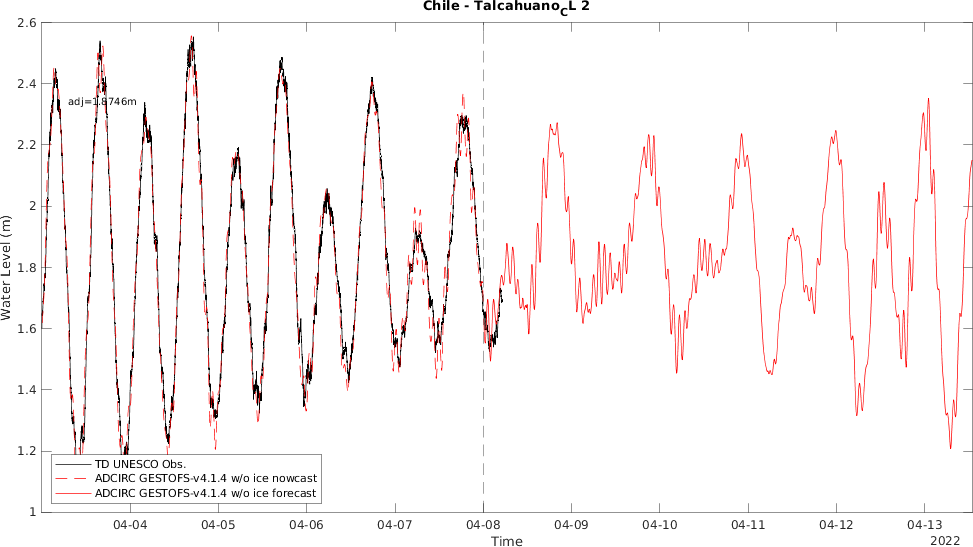 Chile - Talcahuano_CL 2
2.6
2.4
adj=1.8746m
2.2
2
Water Level (m)
1.8
1.6
1.4
1.2
TD UNESCO Obs.
ADCIRC GESTOFS-v4.1.4 w/o ice nowcast
ADCIRC GESTOFS-v4.1.4 w/o ice forecast
1
04-04 04-05 04-06 04-07 04-08 04-09 04-10 04-11 04-12 04-13
Time
2022